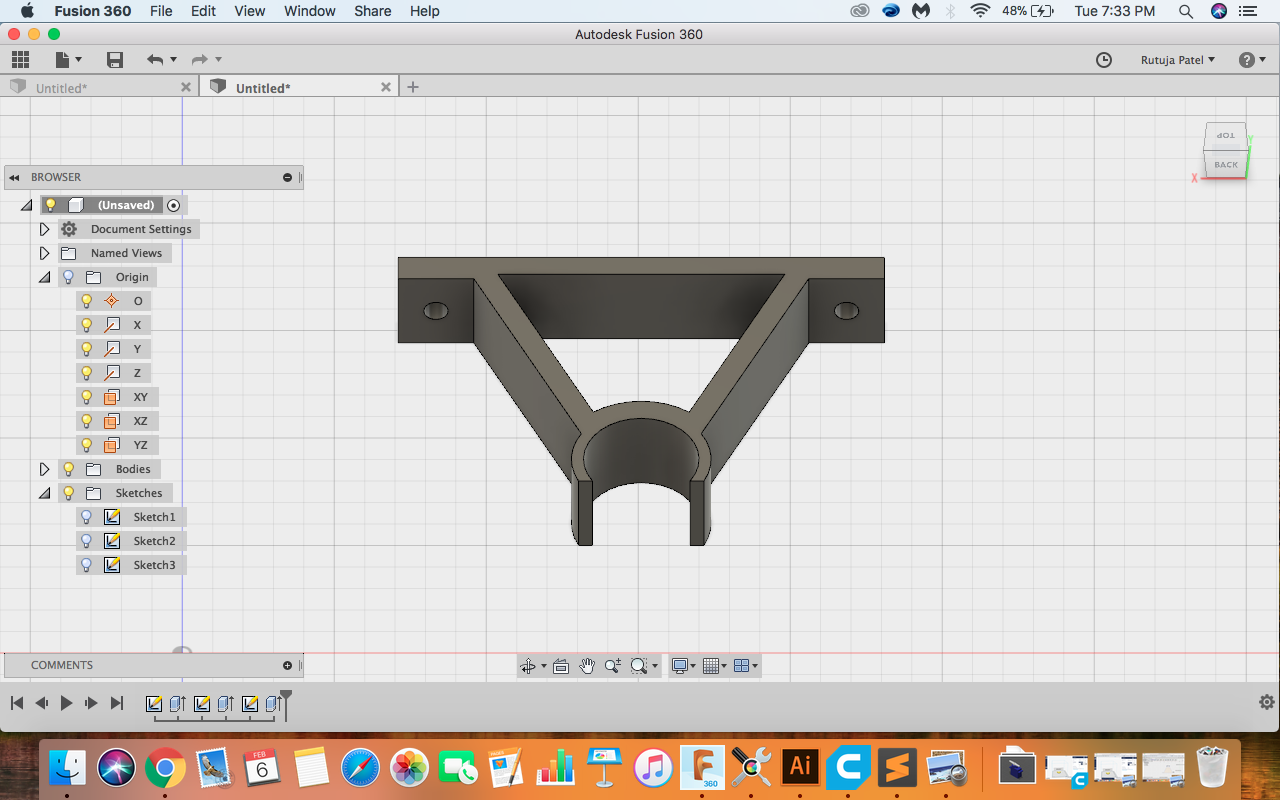 Fusion 360 File Edit View Window Share Help 48% Tue 7:33 PM
Autodesk Fusion 360
Rutuja Patel
Untitled* Untitled*
TOP
BACK
X
Y
BROWSER
(Unsaved)
Document Settings
Named Views
Origin
O
X
Y
Z
XY
XZ
YZ
Bodies
Sketches
Sketch1
Sketch2
Sketch3
COMMENTS
FEB
6
360
Ai